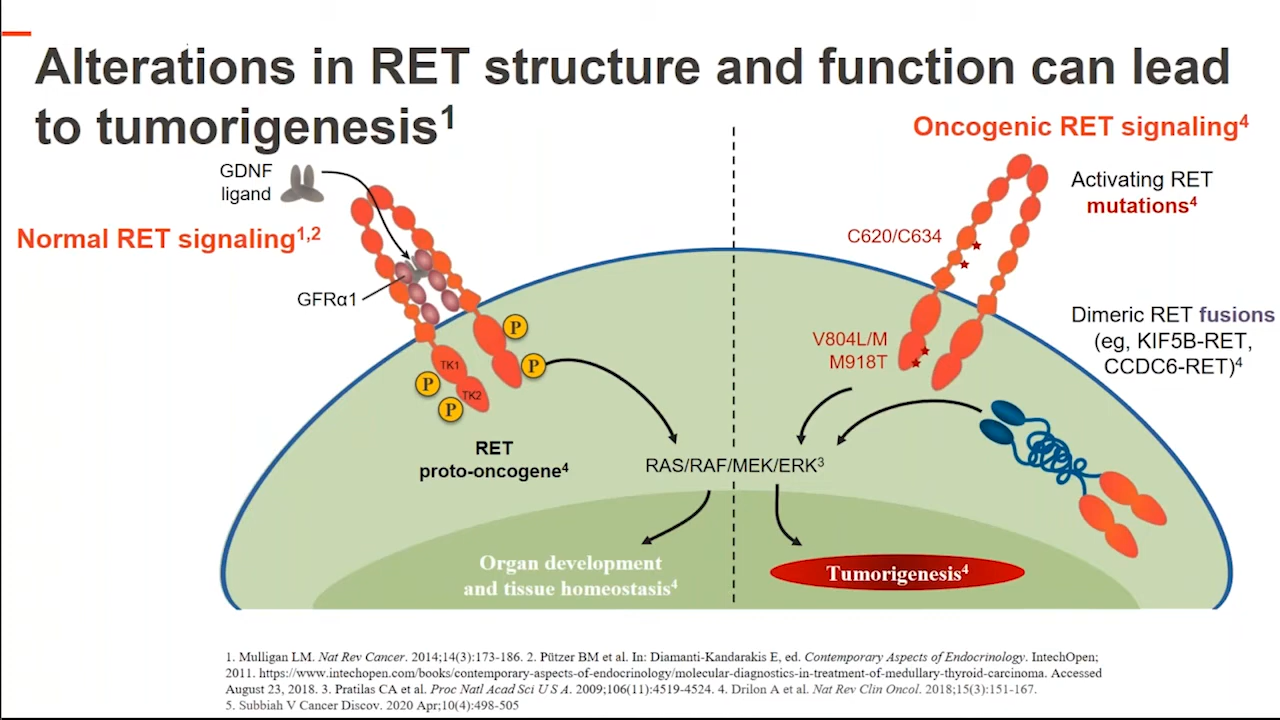 Alterations in RET structure and function can lead
to tumorigenesis¹
Oncogenic RET signaling⁴
GDNF
ligand
Normal RET signaling¹,²
GFRα1
Activating RET
mutations⁴
C620/C634
Dimeric RET fusions
(eg, KIF5B-RET,
CCDC6-RET)⁴
V804L/M
M918T
P
P
P
P
TK1
TK2
RET
proto-oncogene⁴
RAS/RAF/MEK/ERK³
Organ development
and tissue homeostasis⁴
Tumorigenesis⁴
1. Mulligan LM. Nat Rev Cancer. 2014;14(3):173-186. 2. Pützer BM et al. In: Diamanti-Kandarakis E, ed. Contemporary Aspects of Endocrinology. IntechOpen;
2011. https://www.intechopen.com/books/contemporary-aspects-of-endocrinology/molecular-diagnostics-in-treatment-of-medullary-thyroid-carcinoma. Accessed
August 23, 2018. 3. Pratilas CA et al. Proc Natl Acad Sci U S A. 2009;106(11):4519-4524. 4. Drilon A et al. Nat Rev Clin Oncol. 2018;15(3):151-167.
5. Subbiah V Cancer Discov. 2020 Apr;10(4):498-505